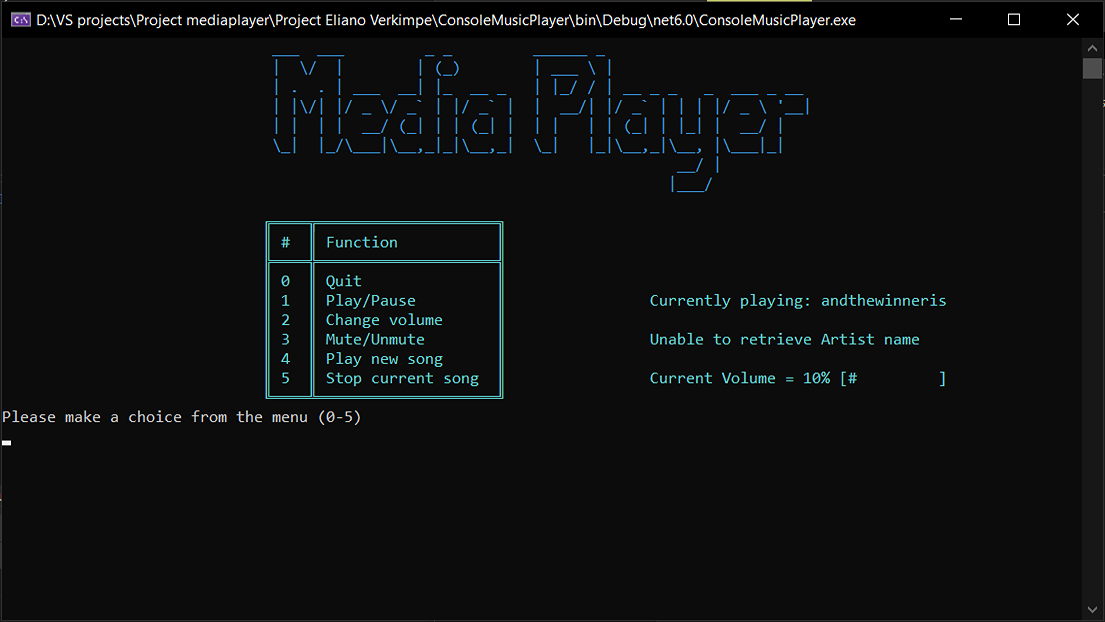 D:\VS projects\Project mediaplayer\Project Eliano Verkimpe\ConsoleMusicPlayer\bin\Debug\net6.0\ConsoleMusicPlayer.exe
Media Player
# Function
0 Quit
1 Play/Pause
2 Change volume
3 Mute/Unmute
4 Play new song
5 Stop current song
Currently playing: andthewinneris
Unable to retrieve Artist name
Current Volume = 10% [#         ]
Please make a choice from the menu (0-5)